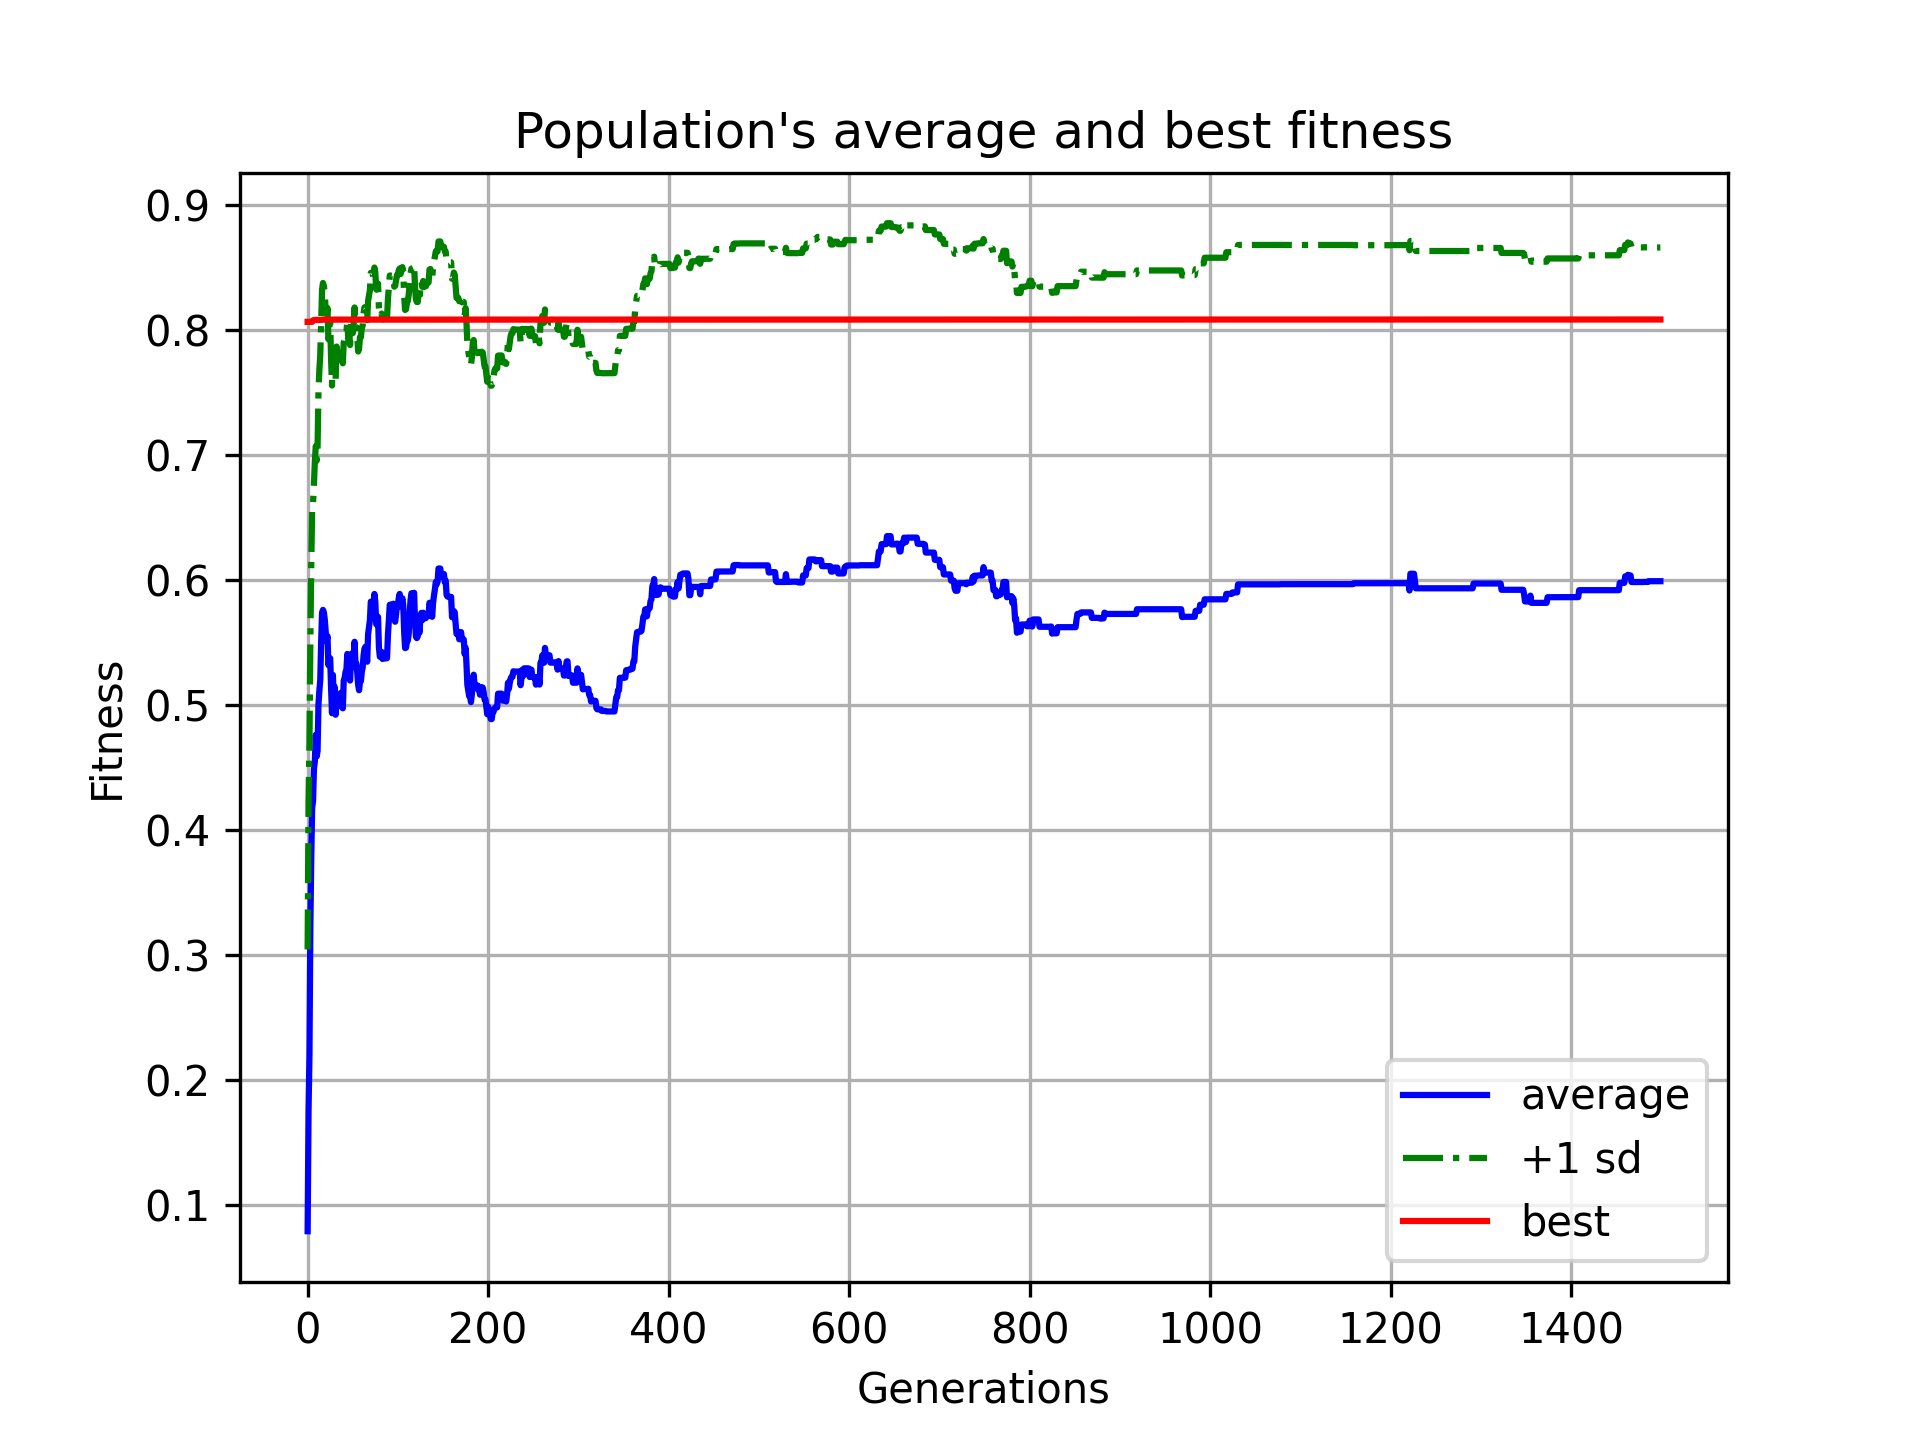 Population's average and best fitness
0.9
0.8
0.7
0.6
0.5
0.4
0.3
0.2
0.1
Fitness
average
+1 sd
best
0 200 400 600 800 1000 1200 1400
Generations